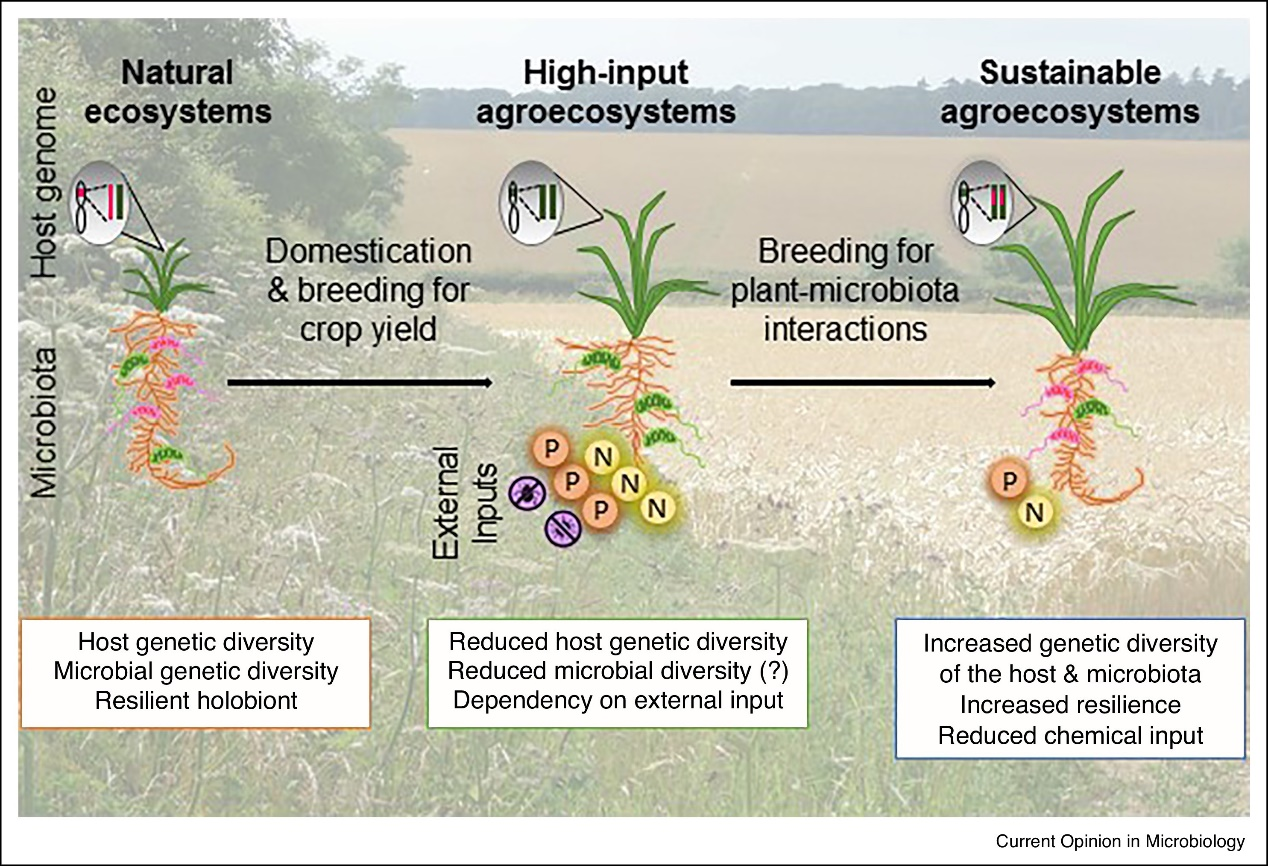 Natural
ecosystems
High-input
agroecosystems
Sustainable
agroecosystems
Host genome
Microbiota
Domestication
& breeding for
crop yield
Breeding for
plant-microbiota
interactions
External
Inputs
P
N
P
N
P
N
P
N
Host genetic diversity
Microbial genetic diversity
Resilient holobiont
Reduced host genetic diversity
Reduced microbial diversity (?)
Dependency on external input
Increased genetic diversity
of the host & microbiota
Increased resilience
Reduced chemical input
Current Opinion in Microbiology